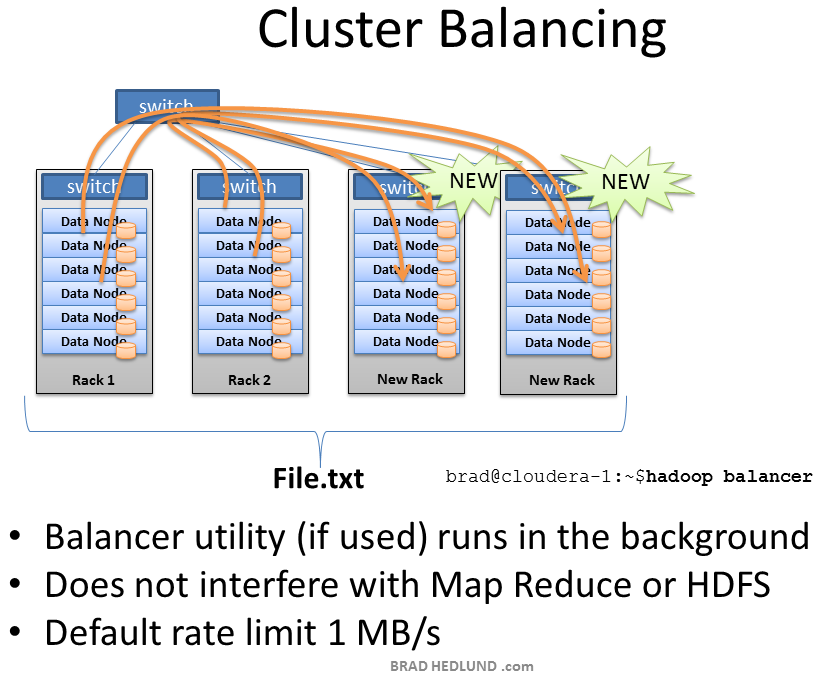 Cluster Balancing
switch
switch
switch
switch
NEW
switch
NEW
Data Node
Data Node
Data Node
Data Node
Data Node
Data Node
Rack 1
Data Node
Data Node
Data Node
Data Node
Data Node
Data Node
Rack 2
Data Node
Data Node
Data Node
Data Node
Data Node
Data Node
New Rack
Data Node
Data Node
Data Node
Data Node
Data Node
Data Node
New Rack
File.txt
brad@cloudera-1:~$hadoop balancer
• Balancer utility (if used) runs in the background
• Does not interfere with Map Reduce or HDFS
• Default rate limit 1 MB/s
BRAD HEDLUND .com